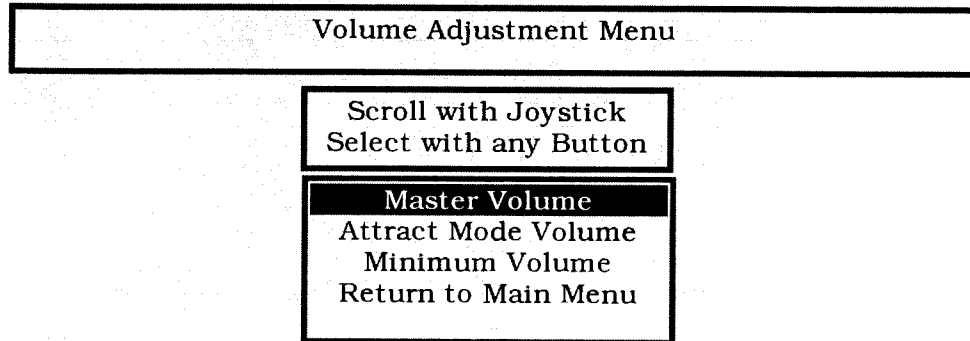 Volume Adjustment Menu
Scroll with Joystick
Select with any Button
Master Volume
Attract Mode Volume
Minimum Volume
Return to Main Menu